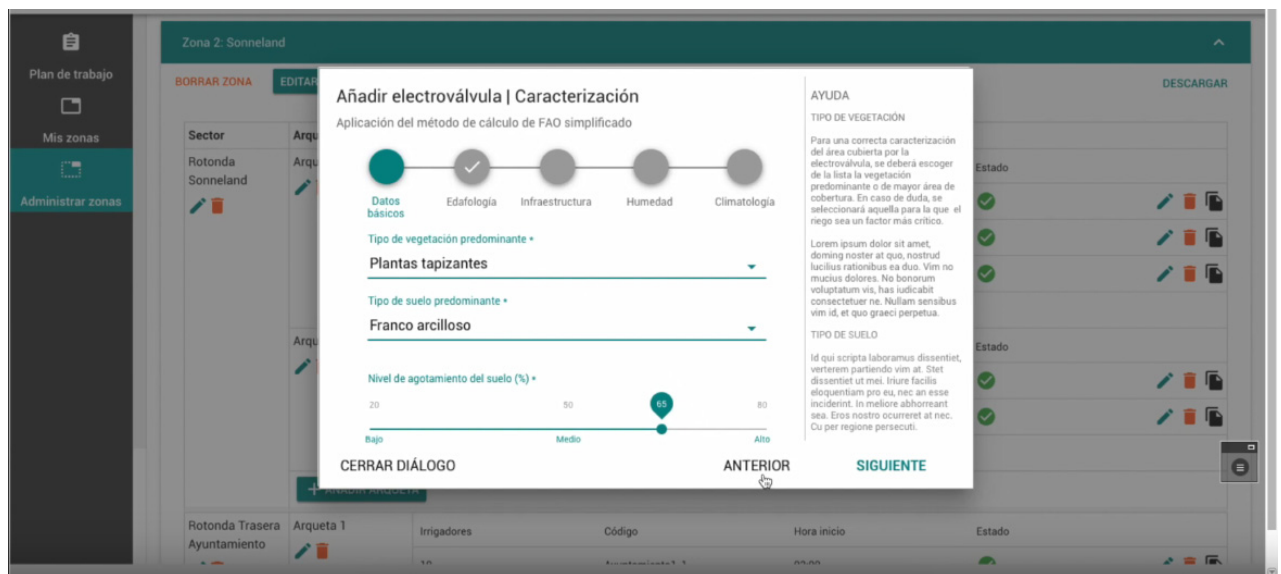 Plan de trabajo
Mis zonas
Administrar zonas
Zona 2: Sonneland
BORRAR ZONA
EDITAR
DESCARGAR
Sector
Rotonda
Sonneland
Estado
Estado
Añadir electroválvula | Caracterización
Aplicación del método de cálculo de FAO simplificado
Datos
básicos
Edafología
Infraestructura
Humedad
Climatología
Tipo de vegetación predominante *
Plantas tapizantes
Tipo de suelo predominante *
Franco arcilloso
Nivel de agotamiento del suelo (%) *
20 50 65 80
Bajo Medio Alto
CERRAR DIÁLOGO ANTERIOR SIGUIENTE
AYUDA
TIPO DE VEGETACIÓN
Para una correcta caracterización
del área cubierta por la
electroválvula, se deberá escoger
de la lista la vegetación
predominante o de mayor área de
cobertura. En caso de duda, se
seleccionará aquella para la que el
riego sea un factor más crítico.
Lorem ipsum dolor sit amet,
doming noster at quo, nostrud
lucilius rationibus ea duo. Vim no
mucius dolores. No bonorum
voluptatum vis, has iudicabit
consectetuer ne. Nullam sensibus
vim id, et quo graeci perpetua.
TIPO DE SUELO
Id qui scripta laboramus dissentiet,
verterem partiendo vim at. Stet
dissentiet ut mei. Iriure facilis
eloquentiam pro eu, nec an esse
inciderint. In meliore abhorreant
sea. Eros nostro ocurreret at nec.
Cu per regione persecuti.
Rotonda Trasera
Ayuntamiento
Arqueta 1
Irrigadores Código Hora inicio Estado